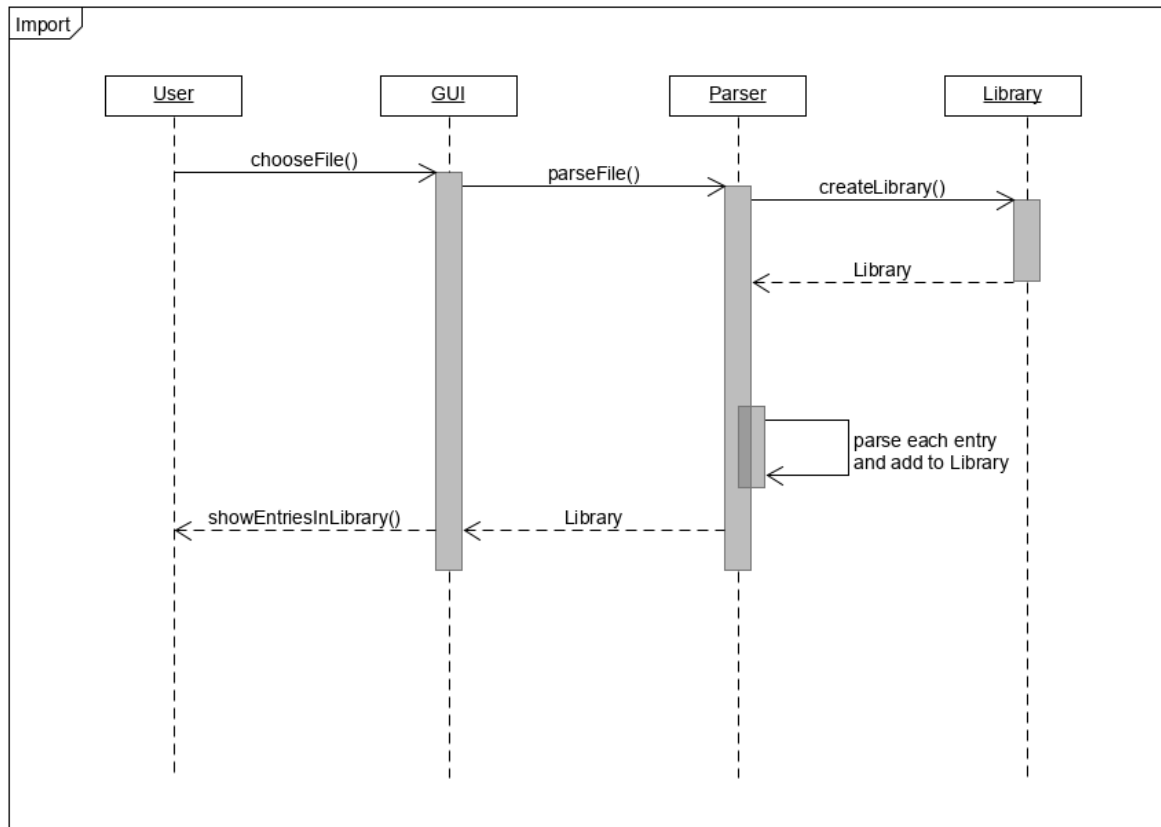 Import
User
GUI
Parser
Library
chooseFile()
parseFile()
createLibrary()
Library
parse each entry
and add to Library
showEntriesInLibrary()
Library